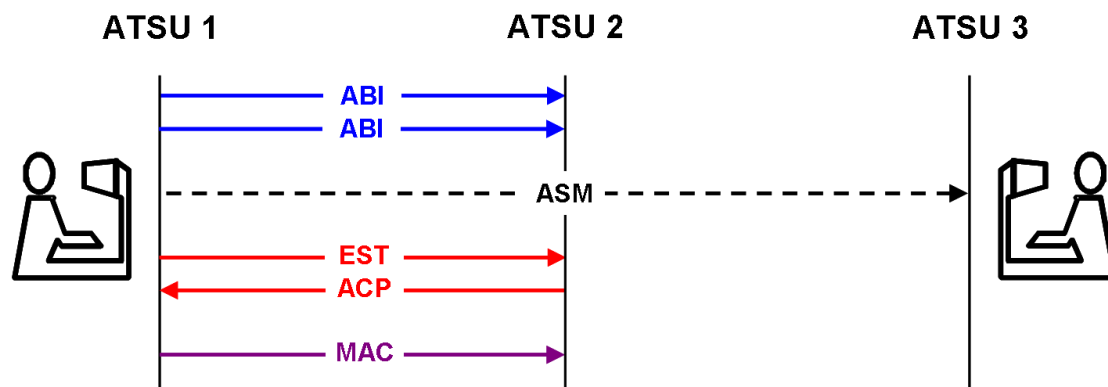 ATSU 1 ATSU 2 ATSU 3
ABI
ABI
ASM
EST
ACP
MAC